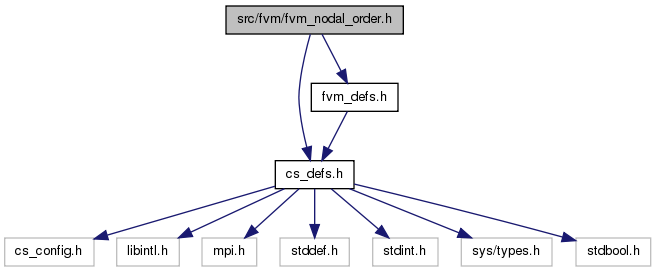 src/fvm/fvm_nodal_order.h
fvm_defs.h
cs_defs.h
cs_config.h
libintl.h
mpi.h
stddef.h
stdint.h
sys/types.h
stdbool.h